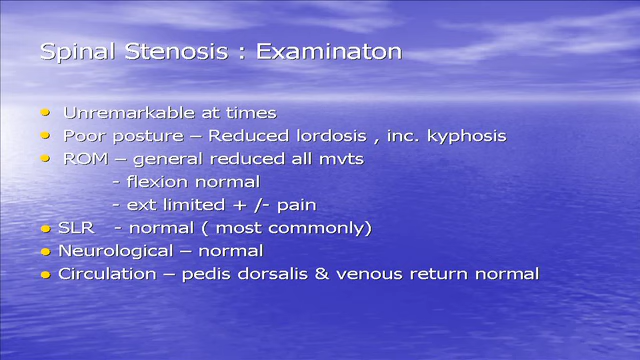 Spinal Stenosis : Examinaton
• Unremarkable at times
• Poor posture – Reduced lordosis , inc. kyphosis
• ROM – general reduced all mvts
- flexion normal
- ext limited + /- pain
• SLR - normal ( most commonly)
• Neurological – normal
• Circulation – pedis dorsalis & venous return normal